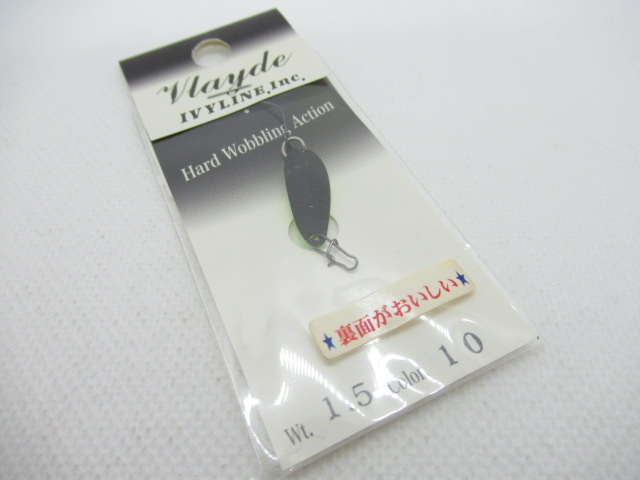 Vlayde
IVYLINE,Inc.
Hard Wobbling Action
★裏面がおいしい★
Wt. 1.5 Color 10